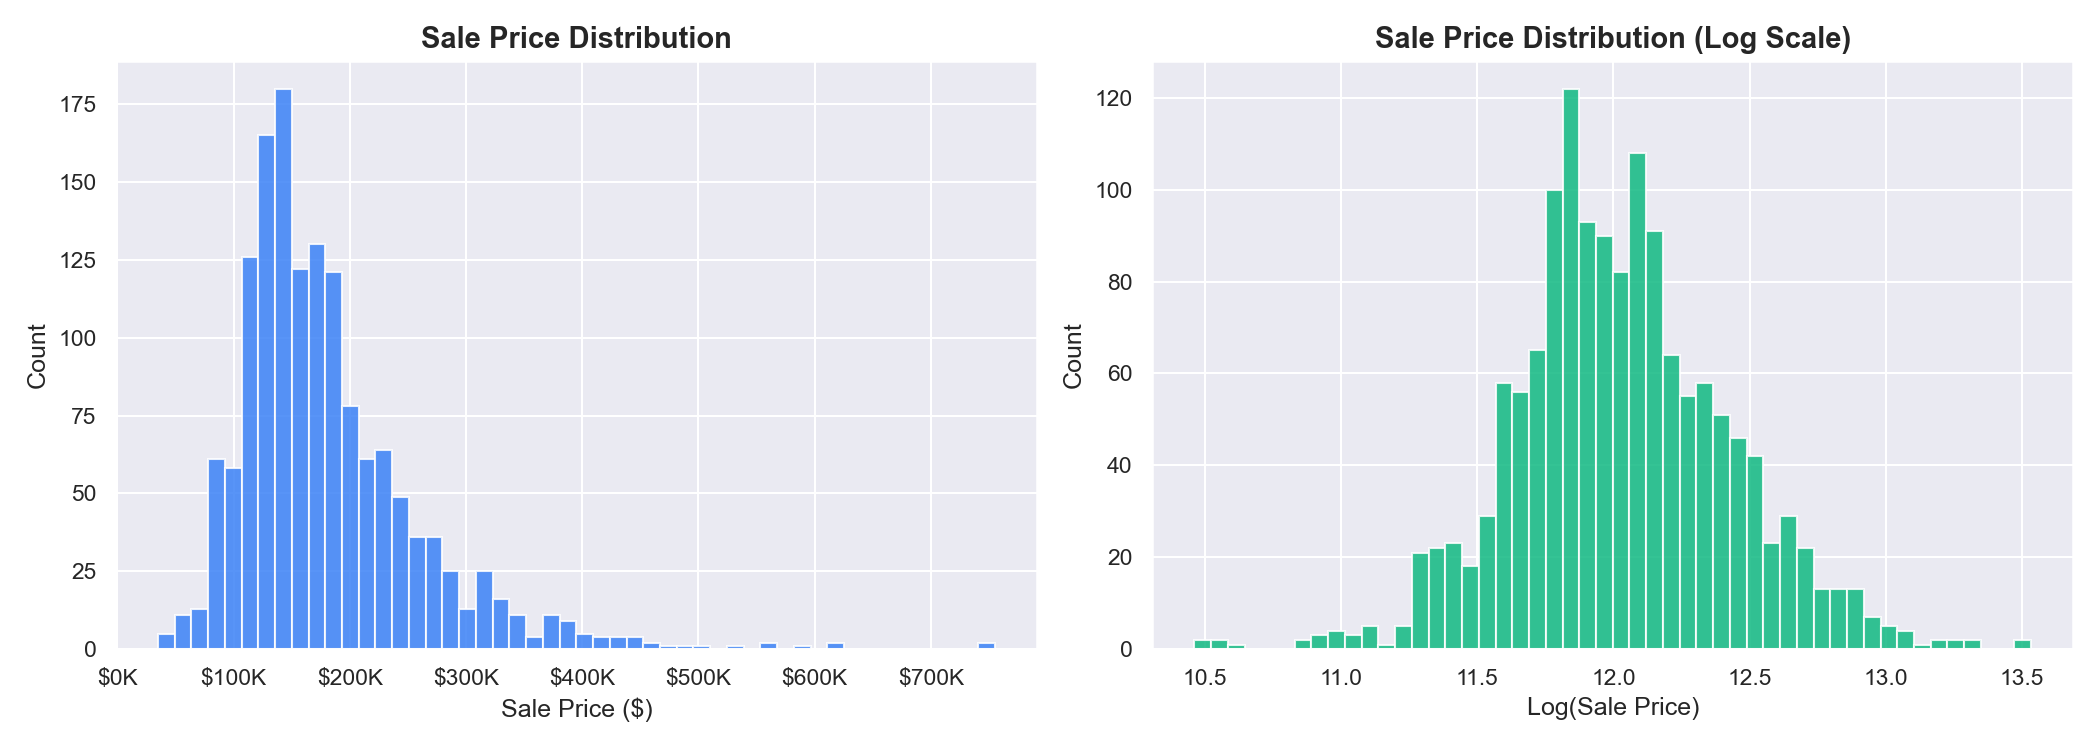 Sale Price Distribution
175
150
125
100
75
50
25
0
Count
$0K $100K $200K $300K $400K $500K $600K $700K
Sale Price ($)
Sale Price Distribution (Log Scale)
120
100
80
60
40
20
0
Count
10.5 11.0 11.5 12.0 12.5 13.0 13.5
Log(Sale Price)